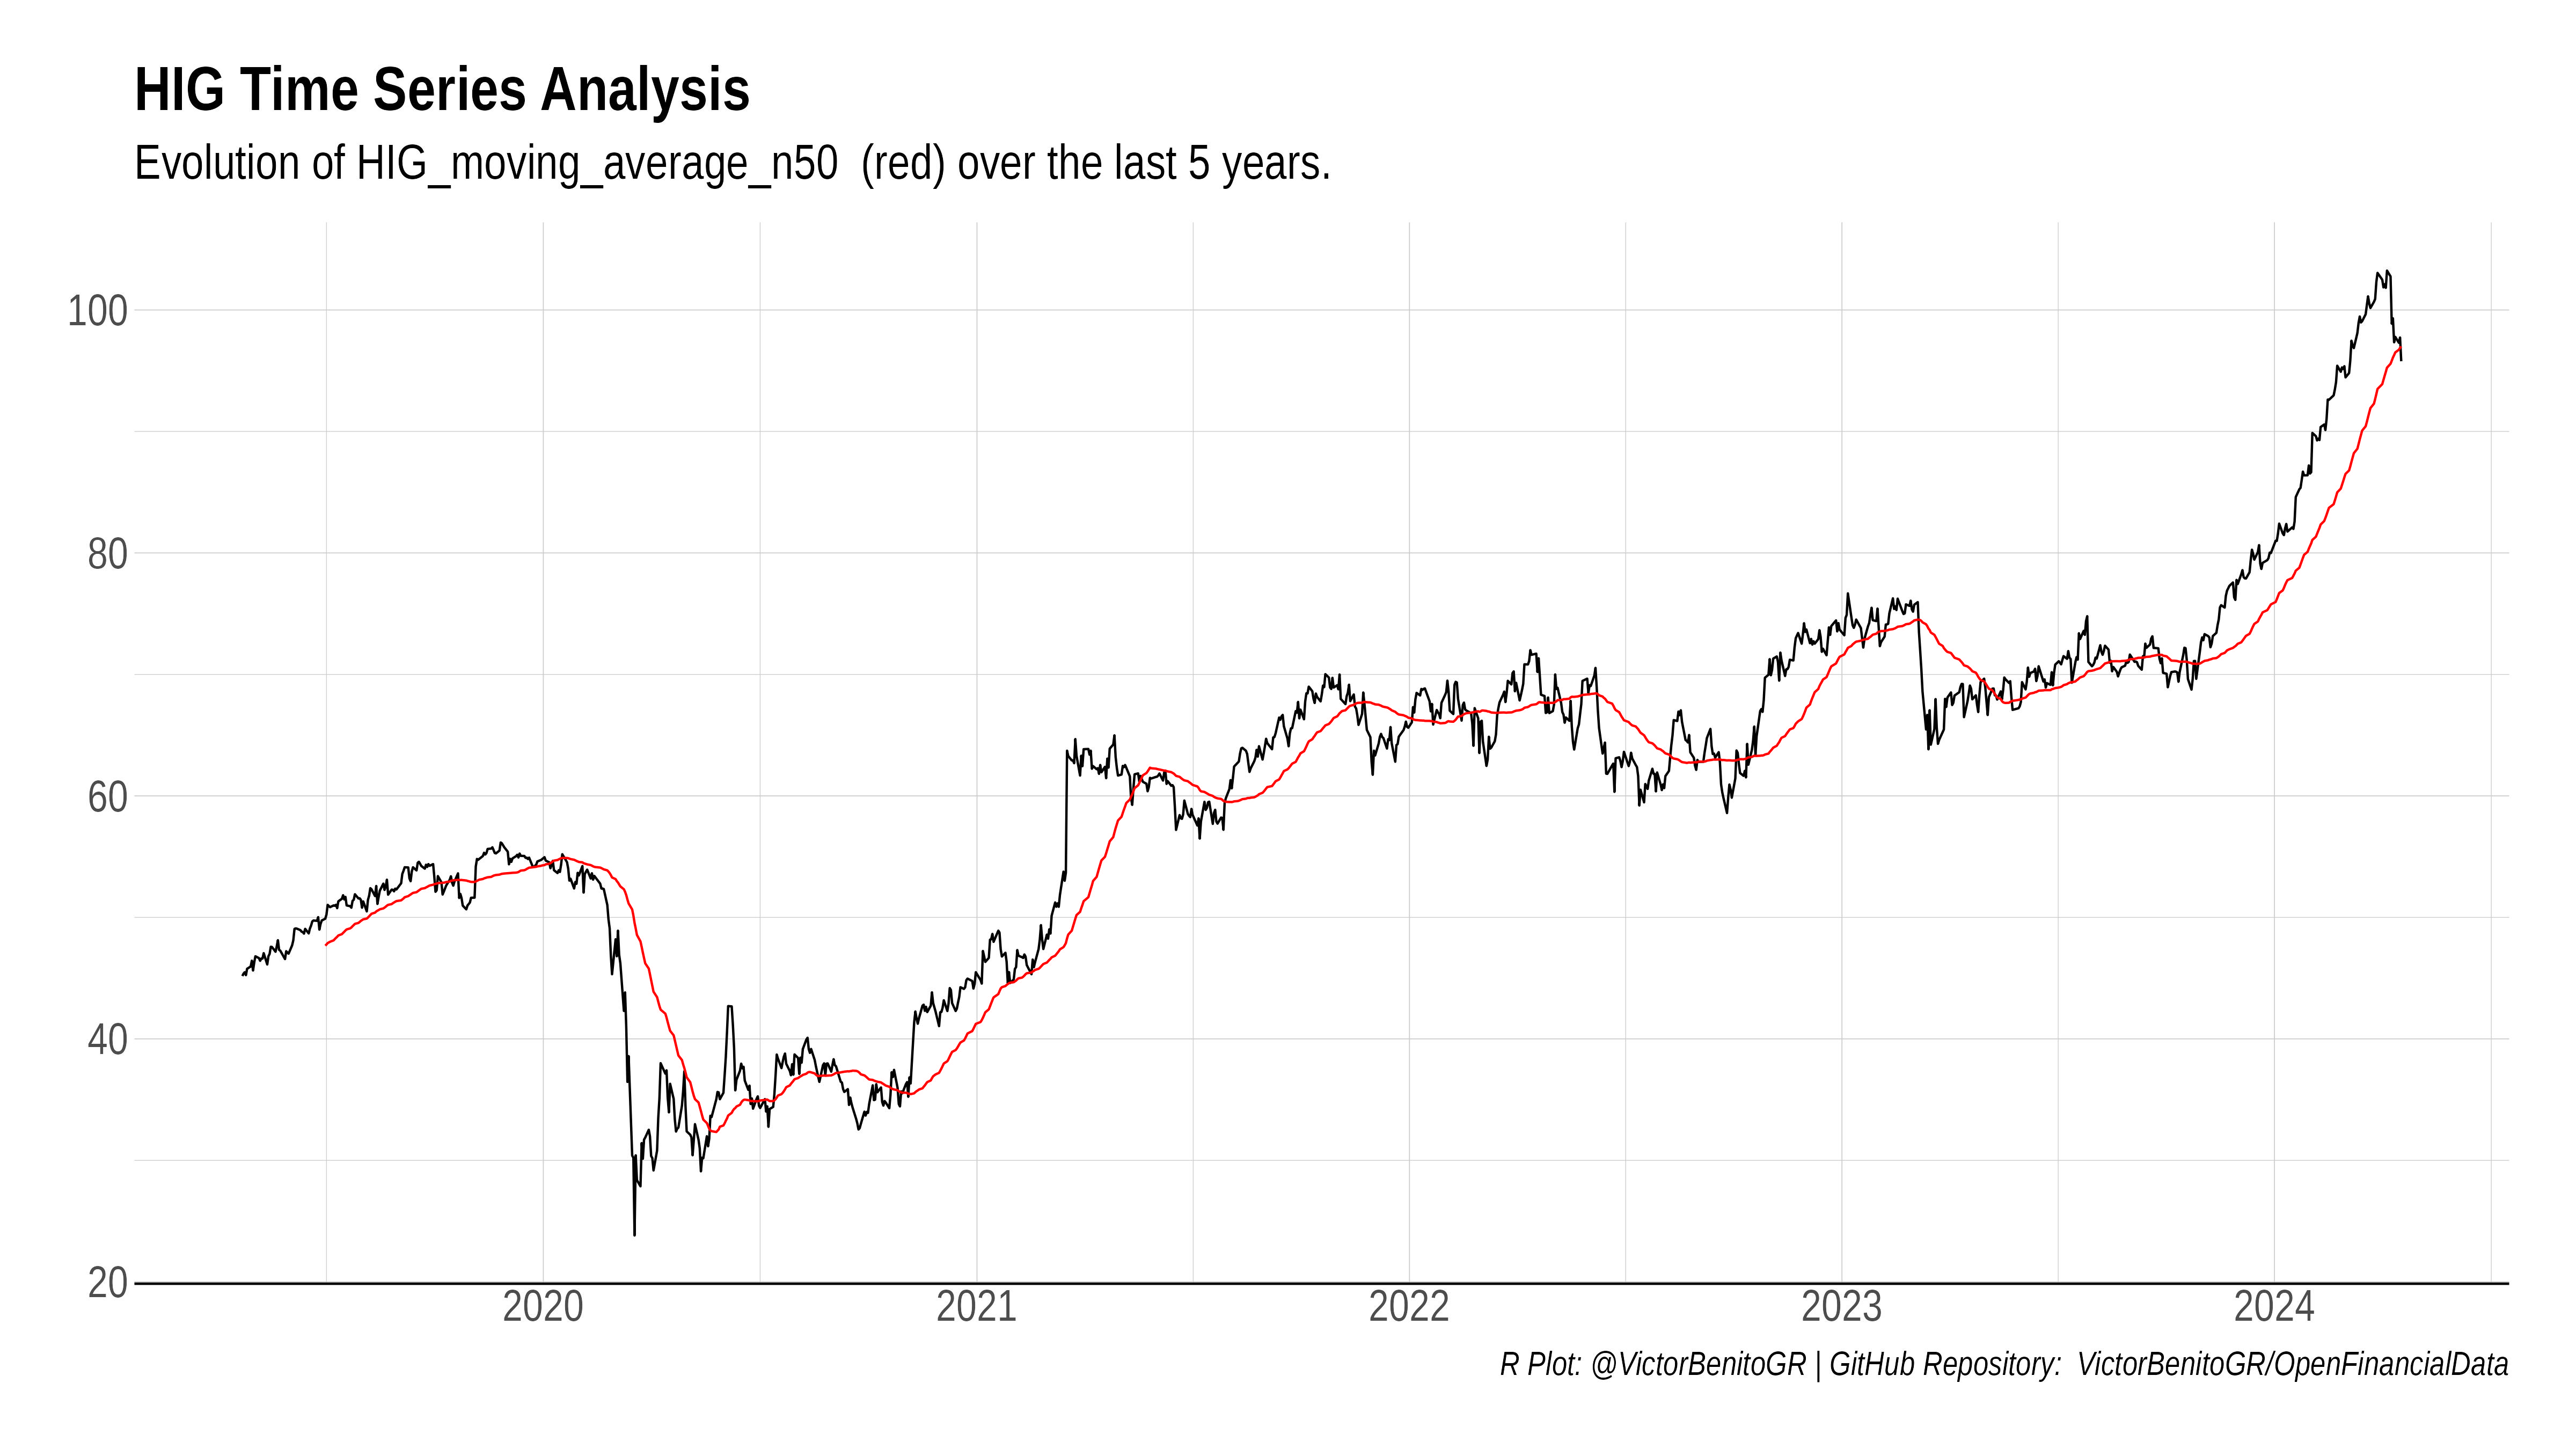 HIG Time Series Analysis
Evolution of HIG_moving_average_n50  (red) over the last 5 years.
100
80
60
40
20
2020 2021 2022 2023 2024
R Plot: @VictorBenitoGR | GitHub Repository:  VictorBenitoGR/OpenFinancialData